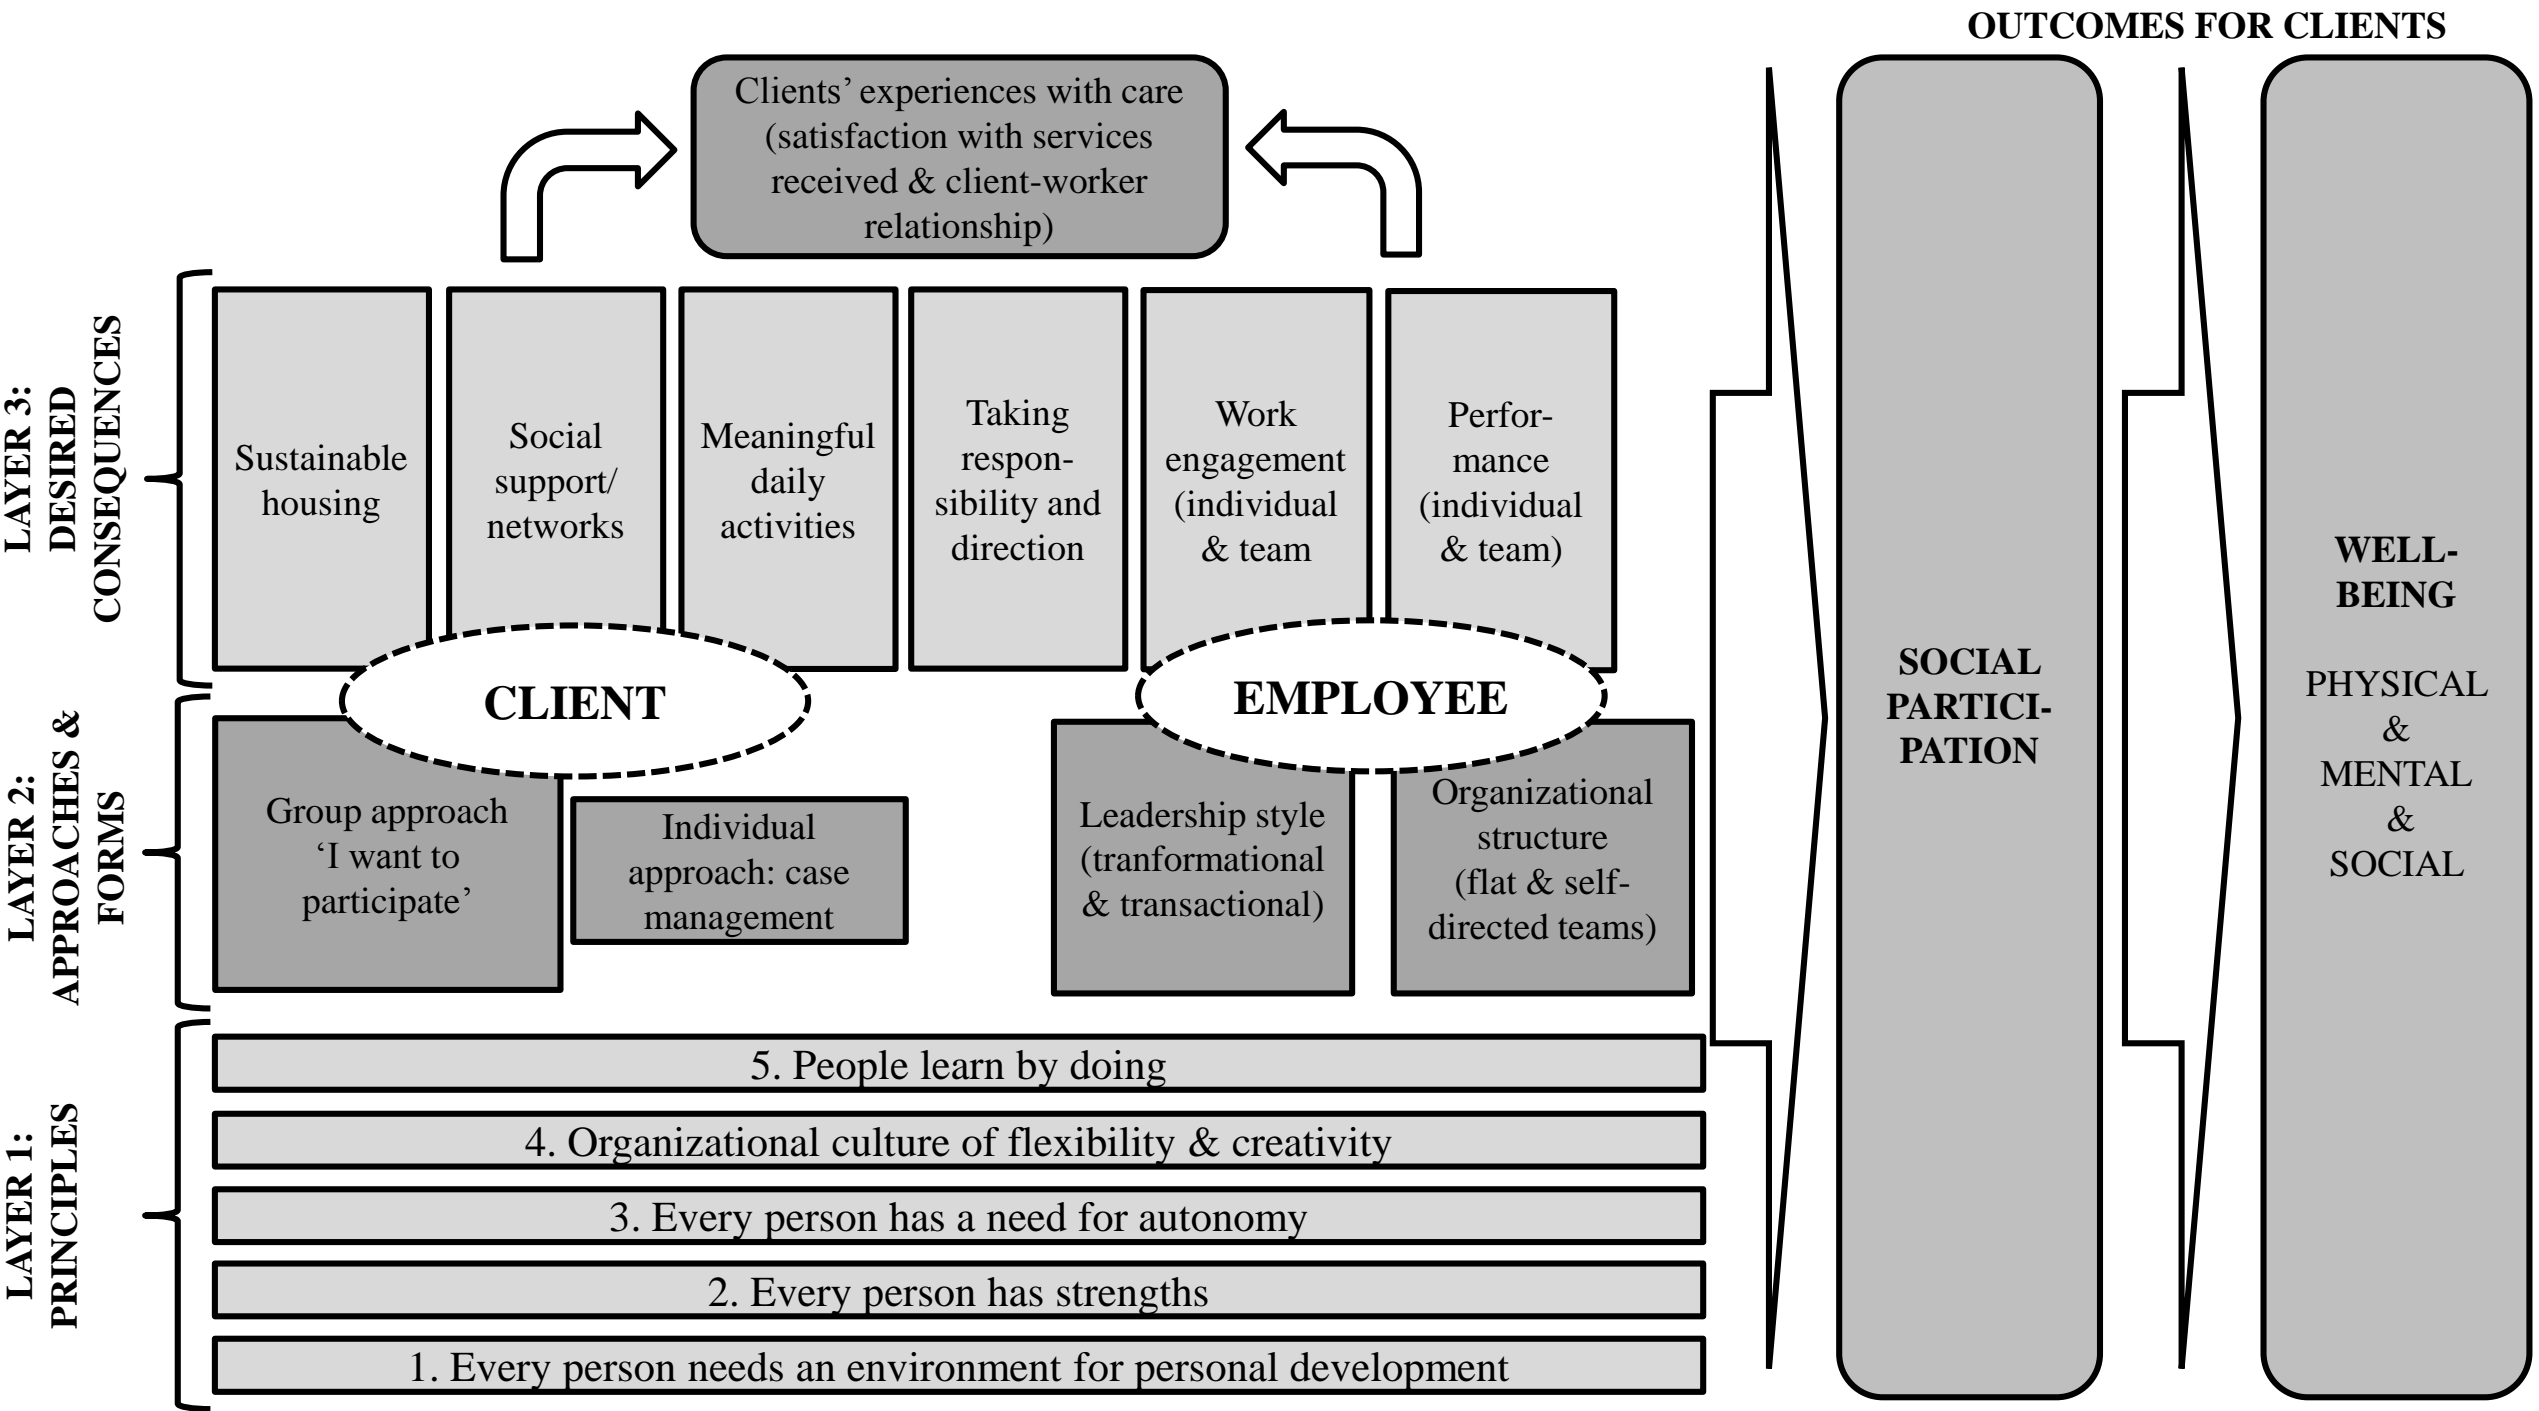 OUTCOMES FOR CLIENTS
Clients’ experiences with care
(satisfaction with services
received & client-worker
relationship)
LAYER 3:
DESIRED
CONSEQUENCES
Sustainable
housing
Social
support/
networks
Meaningful
daily
activities
Taking
respon-
sibility and
direction
Work
engagement
(individual
& team
Perfor-
mance
(individual
& team)
CLIENT
EMPLOYEE
LAYER 2:
APPROACHES &
FORMS
Group approach
‘I want to
participate’
Individual
approach: case
management
Leadership style
(tranformational
& transactional)
Organizational
structure
(flat & self-
directed teams)
LAYER 1:
PRINCIPLES
5. People learn by doing
4. Organizational culture of flexibility & creativity
3. Every person has a need for autonomy
2. Every person has strengths
1. Every person needs an environment for personal development
SOCIAL
PARTICI-
PATION
WELL-
BEING
PHYSICAL
&
MENTAL
&
SOCIAL